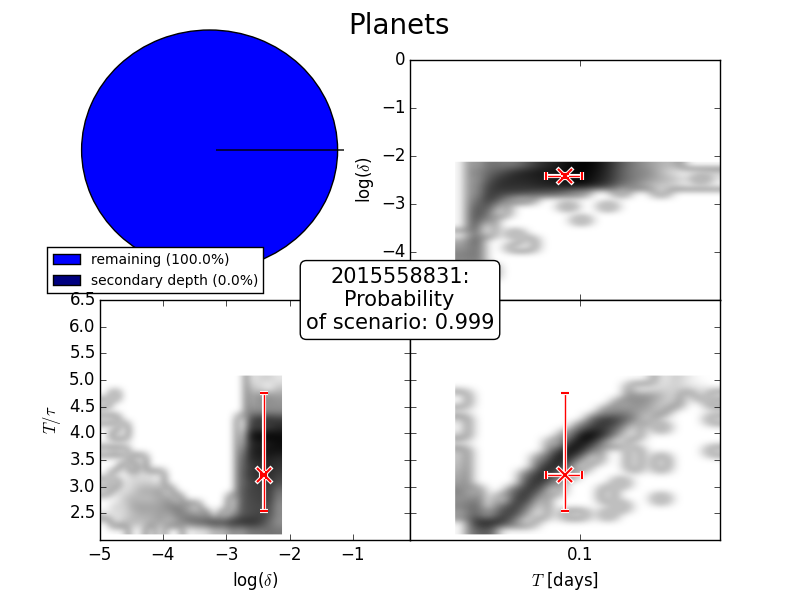 Planets
remaining (100.0%)
secondary depth (0.0%)
0
−1
−2
−3
−4
log(δ)
2015558831:
Probability
of scenario: 0.999
6.5
6.0
5.5
5.0
4.5
4.0
3.5
3.0
2.5
T/τ
−5
−4
−3
−2
−1
log(δ)
0.1
T [days]